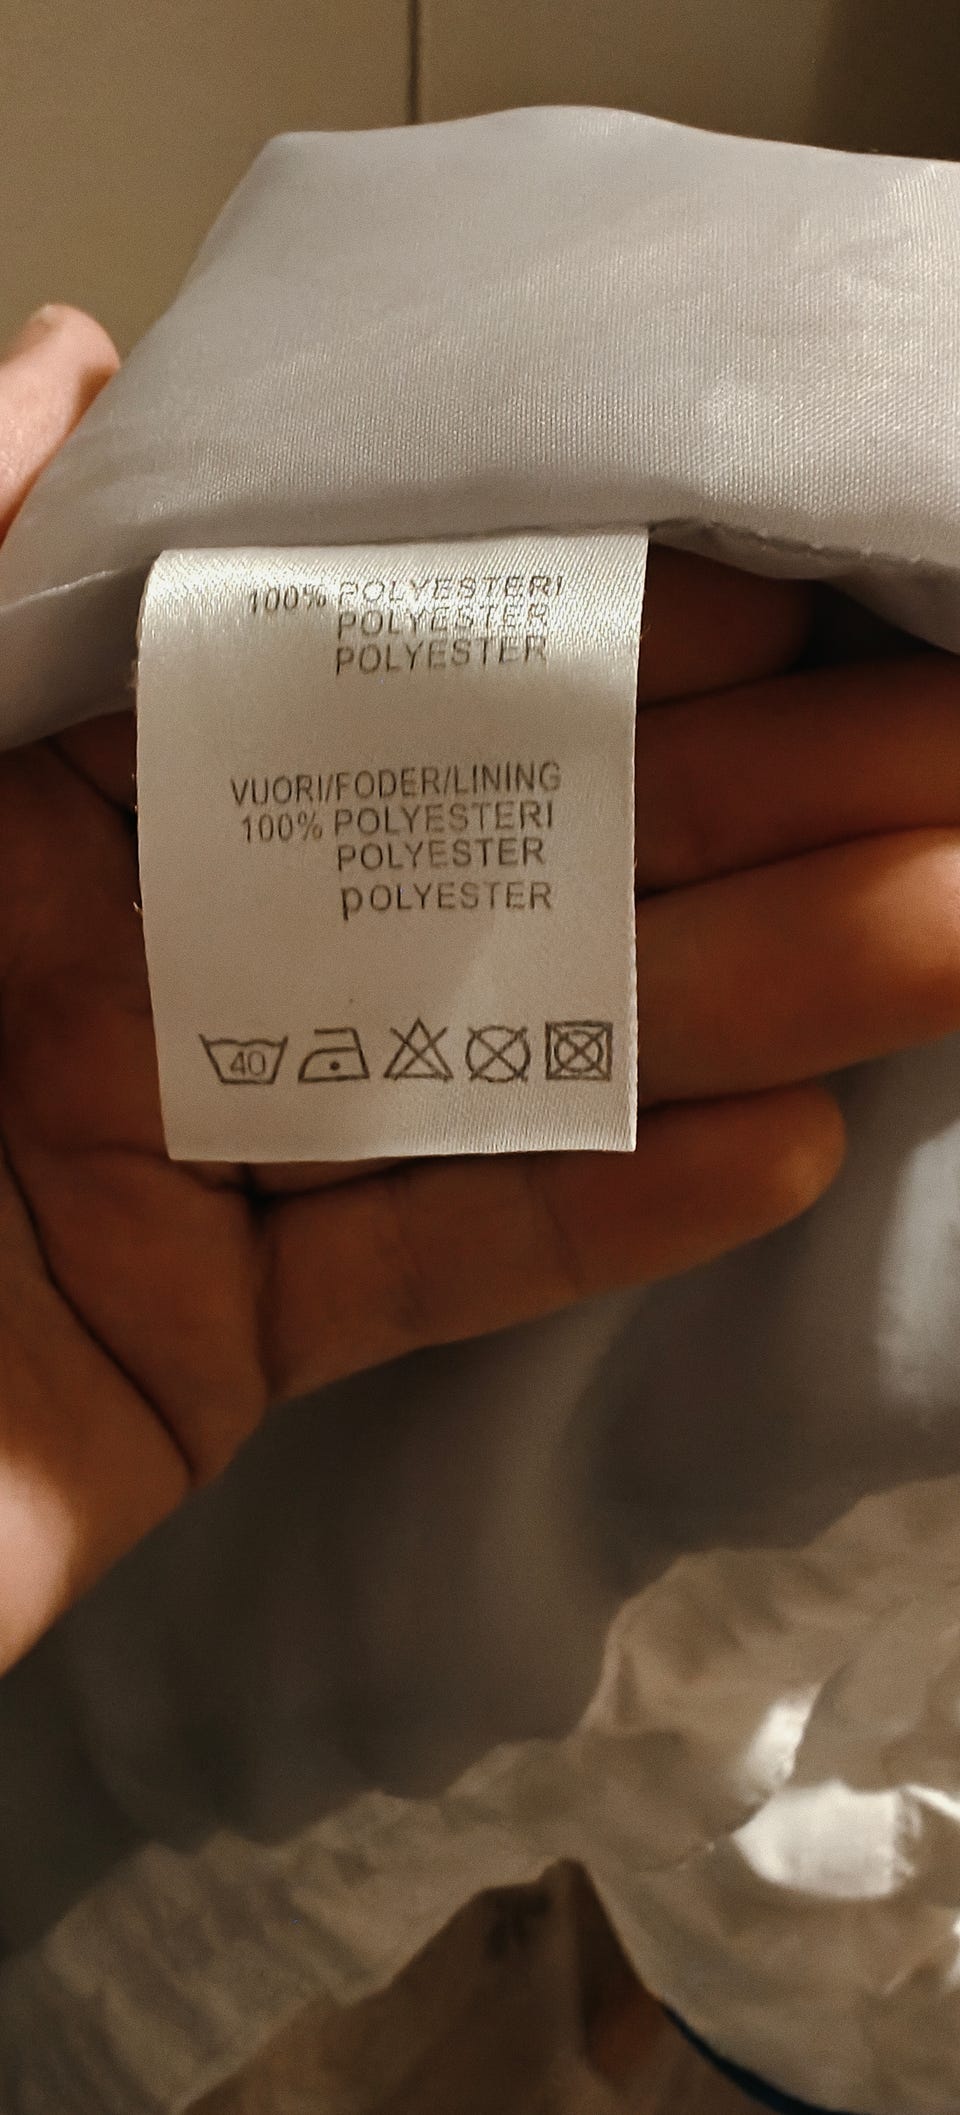 100% POLYESTERI
POLYESTER
POLYESTER
VUORI/FODER/LINING
100% POLYESTERI
POLYESTER
pOLYESTER
40